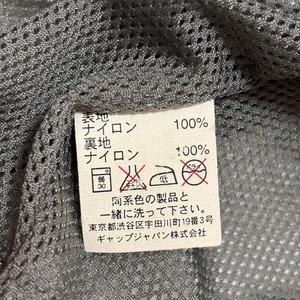 表地
ナイロン 100%
裏地
ナイロン 100%
弱
30
低
同系色の製品と
一緒に洗って下さい。
東京都渋谷区宇田川町19番3号
ギャップジャパン株式会社